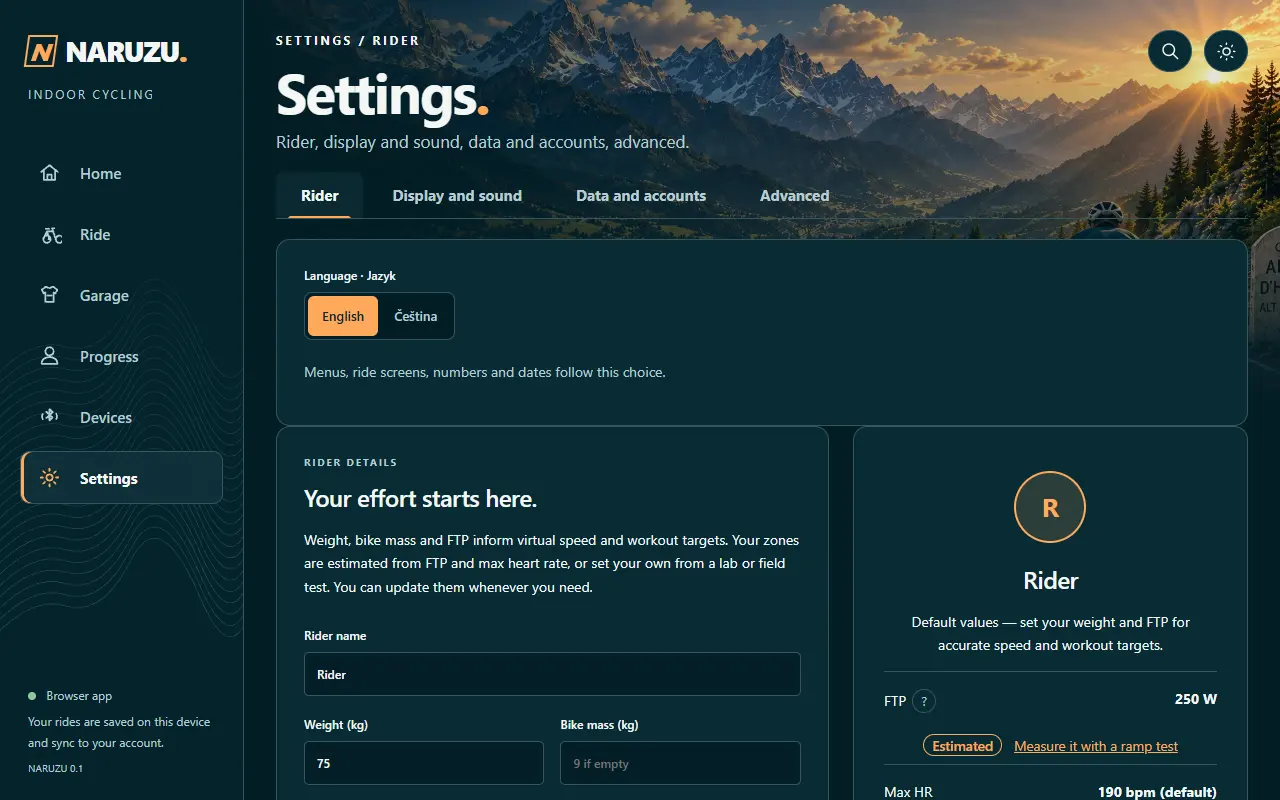 N NARUZU.
INDOOR CYCLING
Home
Ride
Garage
Progress
Devices
Settings
Browser app
Your rides are saved on this device
and sync to your account.
NARUZU 0.1
SETTINGS / RIDER
Settings.
Rider, display and sound, data and accounts, advanced.
Rider
Display and sound
Data and accounts
Advanced
Language · Jazyk
English
Čeština
Menus, ride screens, numbers and dates follow this choice.
RIDER DETAILS
Your effort starts here.
Weight, bike mass and FTP inform virtual speed and workout targets. Your zones
are estimated from FTP and max heart rate, or set your own from a lab or field
test. You can update them whenever you need.
Rider name
Rider
Weight (kg)
Bike mass (kg)
75
9 if empty
R
Rider
Default values — set your weight and FTP for
accurate speed and workout targets.
FTP ? 250 W
Estimated Measure it with a ramp test
Max HR 190 bpm (default)